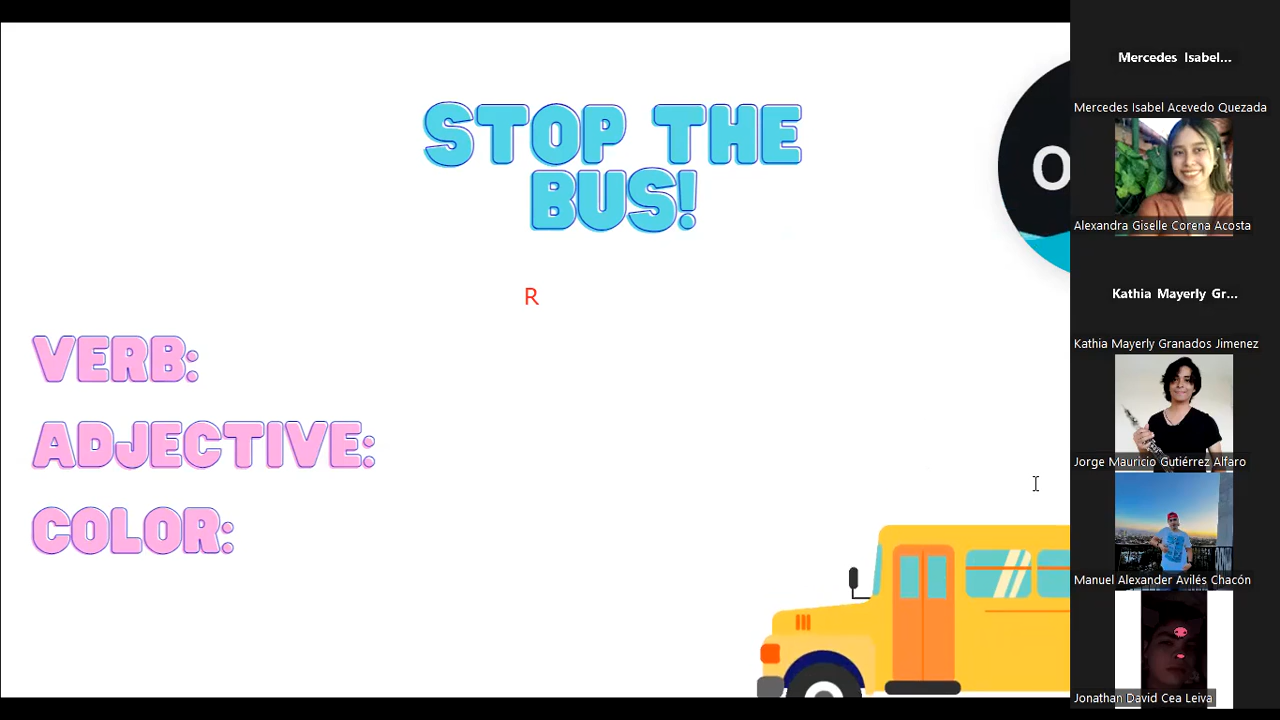 STOP THE
BUS!
O
R
VERB:
ADJECTIVE:
COLOR:
Mercedes Isabel...
Mercedes Isabel Acevedo Quezada
Alexandra Giselle Corena Acosta
Kathia Mayerly Gr...
Kathia Mayerly Granados Jimenez
Jorge Mauricio Gutiérrez Alfaro
Manuel Alexander Avilés Chacón
Jonathan David Cea Leiva